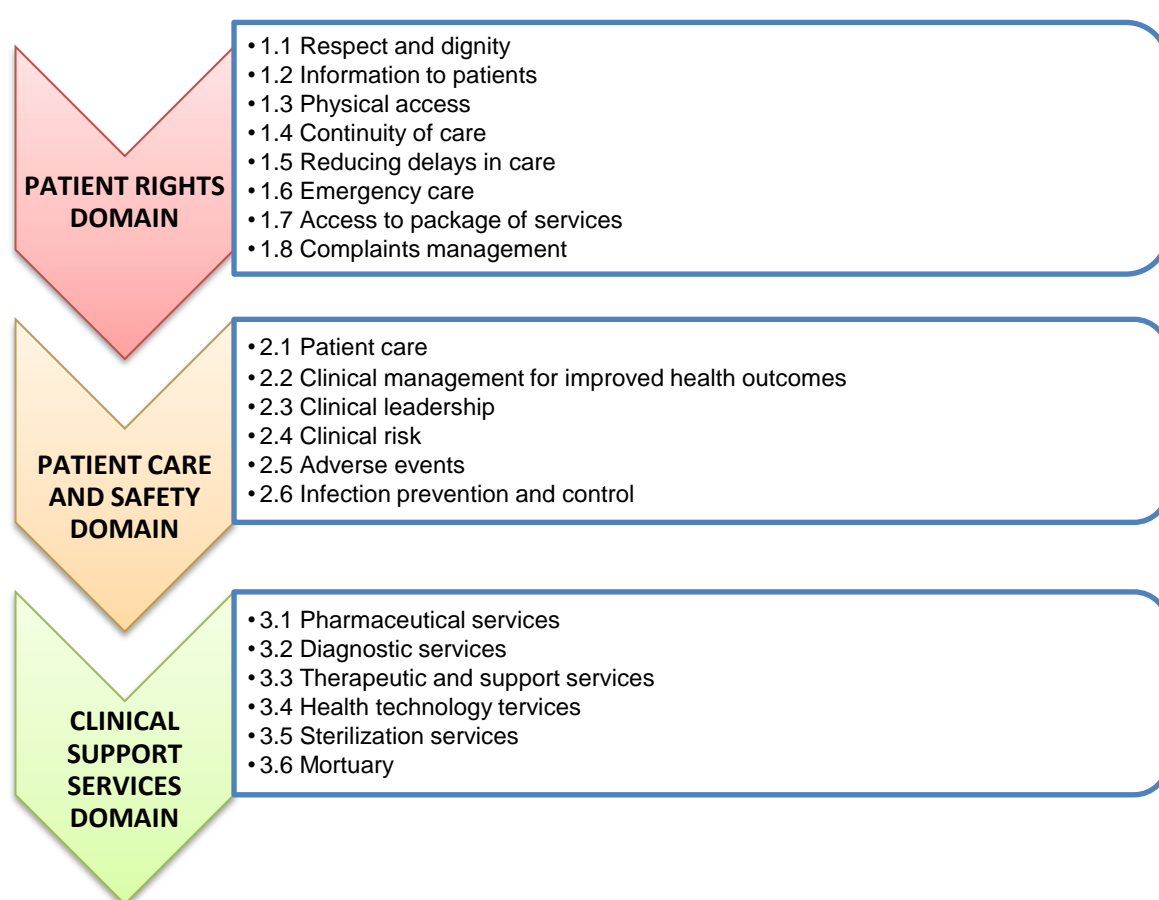 PATIENT RIGHTS
DOMAIN
• 1.1 Respect and dignity
• 1.2 Information to patients
• 1.3 Physical access
• 1.4 Continuity of care
• 1.5 Reducing delays in care
• 1.6 Emergency care
• 1.7 Access to package of services
• 1.8 Complaints management
PATIENT CARE
AND SAFETY
DOMAIN
• 2.1 Patient care
• 2.2 Clinical management for improved health outcomes
• 2.3 Clinical leadership
• 2.4 Clinical risk
• 2.5 Adverse events
• 2.6 Infection prevention and control
CLINICAL
SUPPORT
SERVICES
DOMAIN
• 3.1 Pharmaceutical services
• 3.2 Diagnostic services
• 3.3 Therapeutic and support services
• 3.4 Health technology tervices
• 3.5 Sterilization services
• 3.6 Mortuary